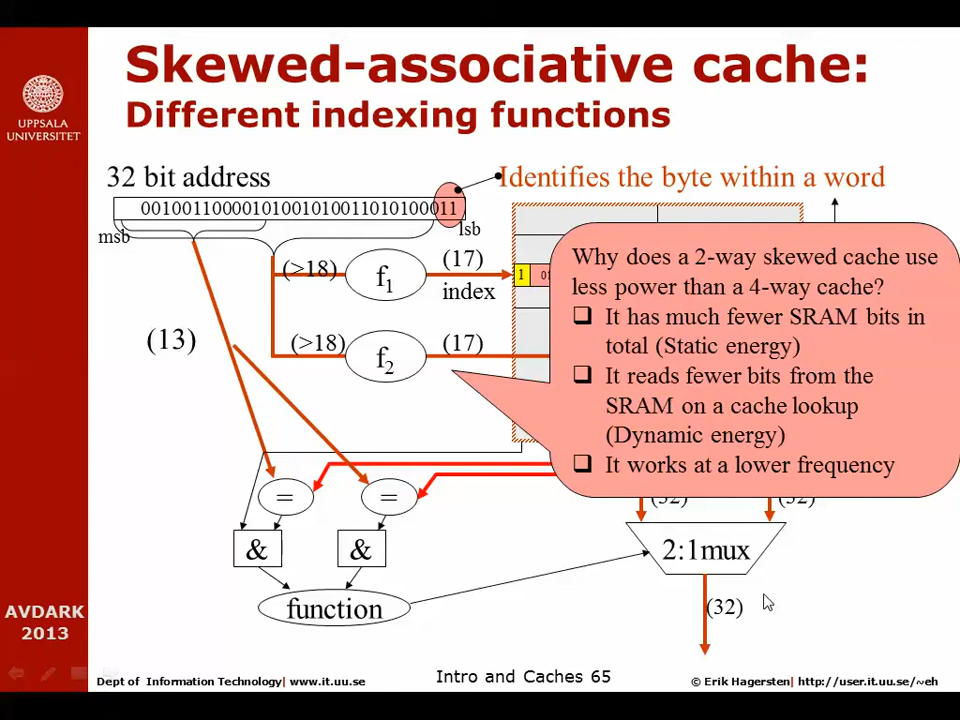 Skewed-associative cache:
Different indexing functions
UPPSALA
UNIVERSITET
32 bit address
Identifies the byte within a word
00100110000101001010011010100011
msb
lsb
(>18)
f1
(17)
index
1
(13)
(>18)
f2
(17)
Why does a 2-way skewed cache use
less power than a 4-way cache?
❑ It has much fewer SRAM bits in
total (Static energy)
❑ It reads fewer bits from the
SRAM on a cache lookup
(Dynamic energy)
❑ It works at a lower frequency
=
=
(32)
(32)
&
&
2:1mux
function
(32)
AVDARK
2013
Intro and Caches 65
Dept of Information Technology| www.it.uu.se
© Erik Hagersten| http://user.it.uu.se/~eh